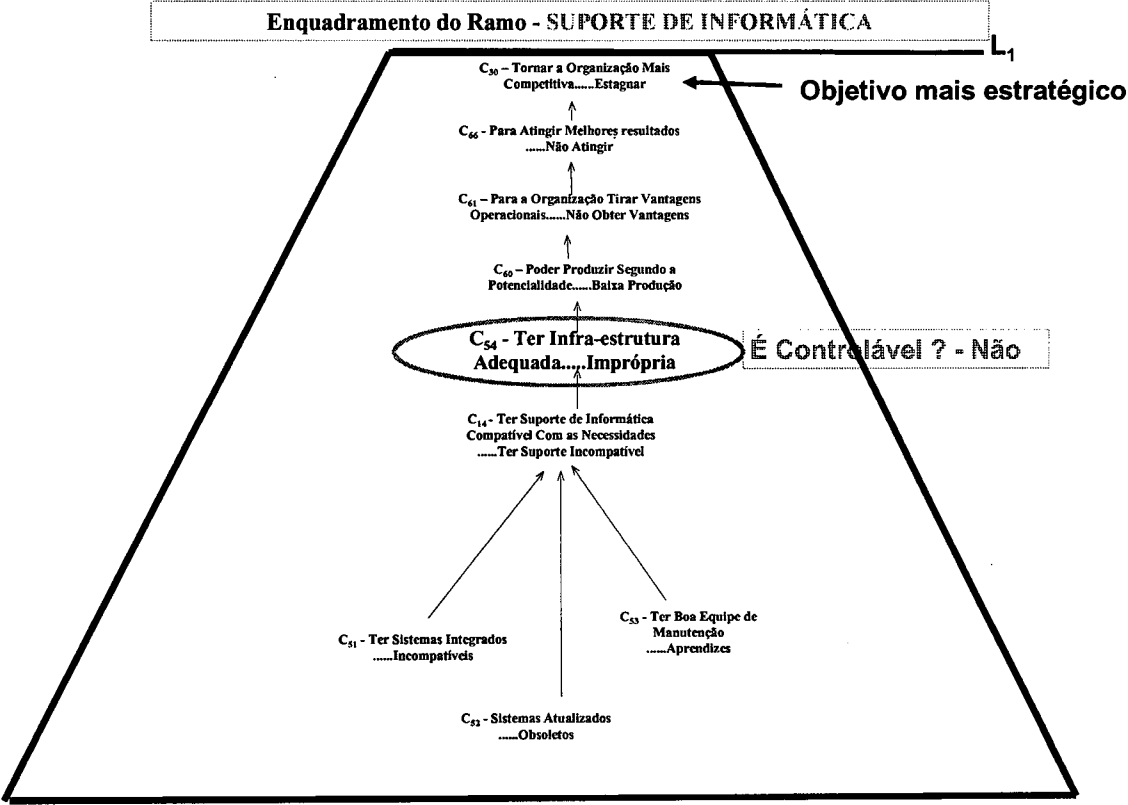 Enquadramento do Ramo - SUPORTE DE INFORMÁTICA
L1
C30 – Tornar a Organização Mais
Competitiva......Estagnar
Objetivo mais estratégico
C66 - Para Atingir Melhores resultados
......Não Atingir
C61 – Para a Organização Tirar Vantagens
Operacionais......Não Obter Vantagens
C60 – Poder Produzir Segundo a
Potencialidade......Baixa Produção
C54 - Ter Infra-estrutura
Adequada.....Imprópria
É Controlável ? - Não
C14 - Ter Suporte de Informática
Compatível Com as Necessidades
......Ter Suporte Incompatível
C51 - Ter Sistemas Integrados
......Incompatíveis
C53 - Ter Boa Equipe de
Manutenção
......Aprendizes
C52 - Sistemas Atualizados
......Obsoletos